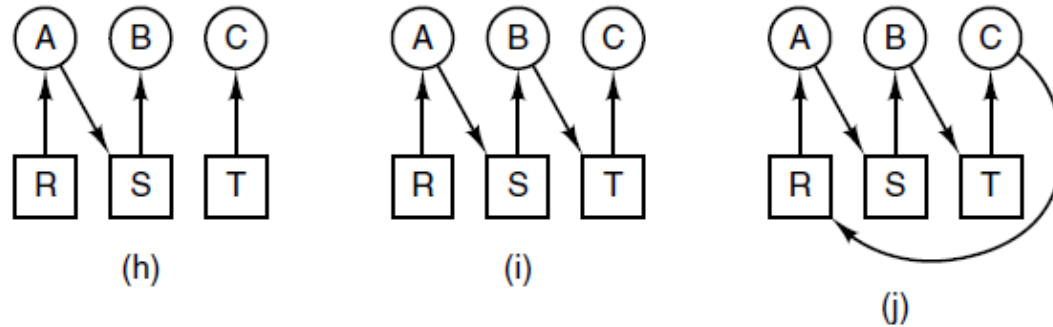 A B C A B C A B C
R S T R S T R S T
(h) (i) (j)